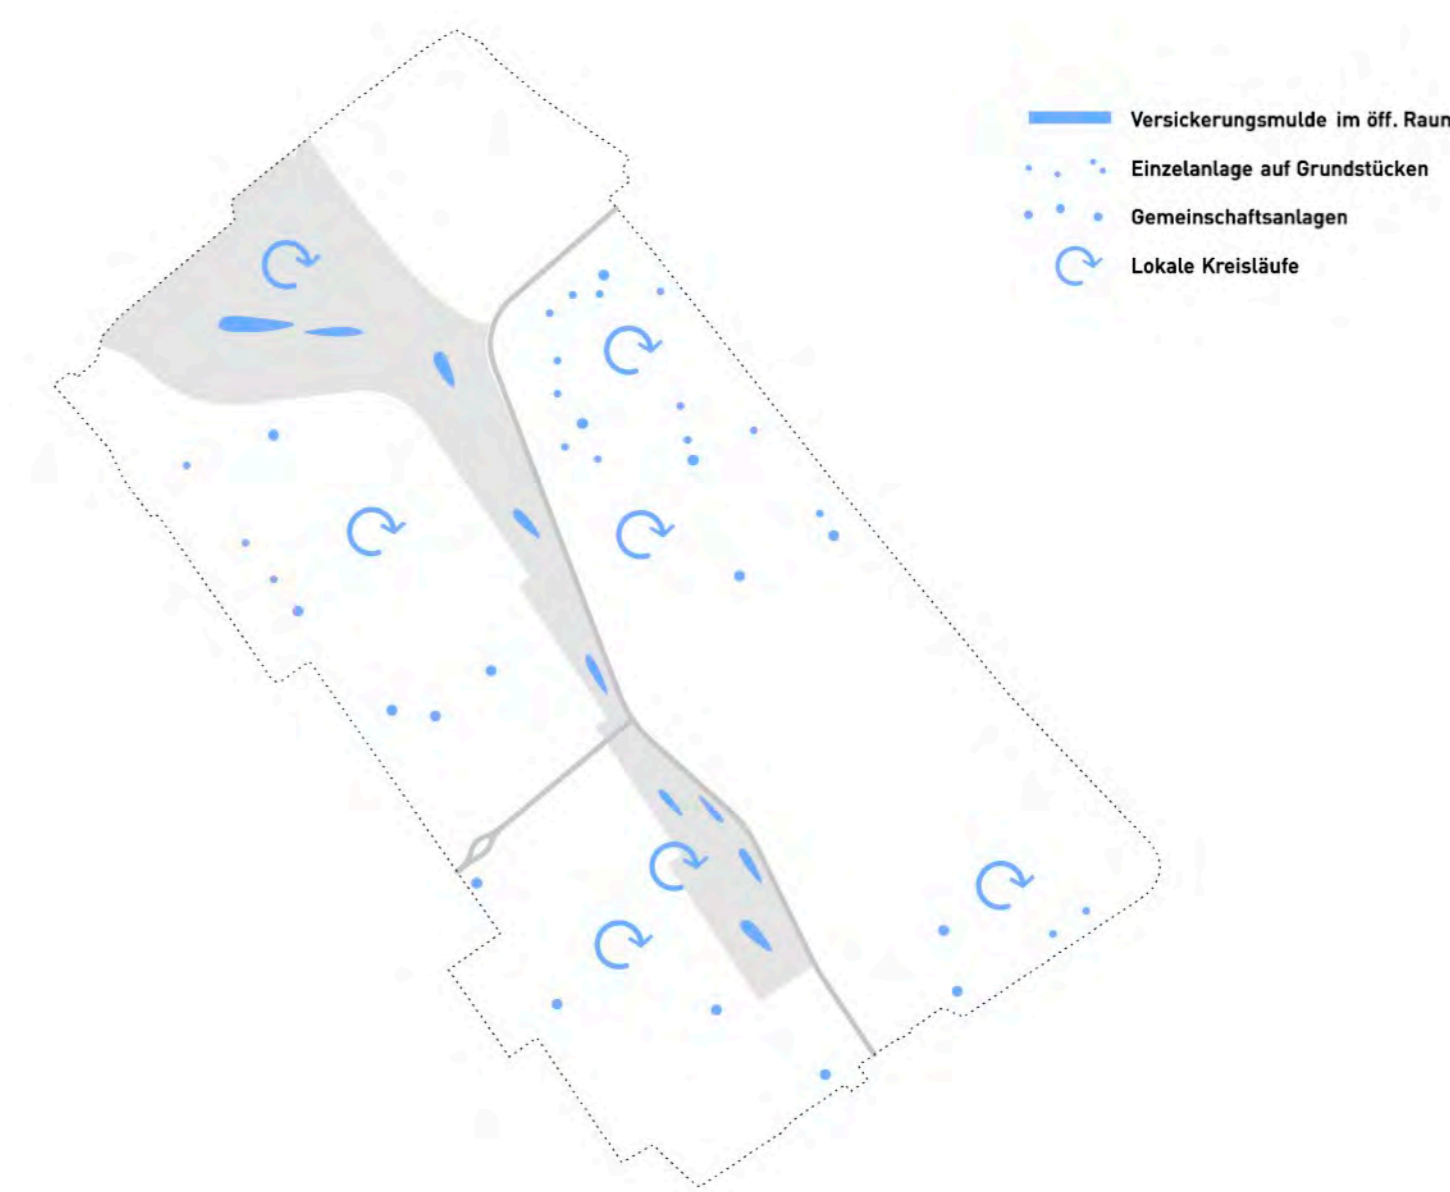 Versickerungsmulde im öff. Raum
Einzelanlage auf Grundstücken
Gemeinschaftsanlagen
Lokale Kreisläufe